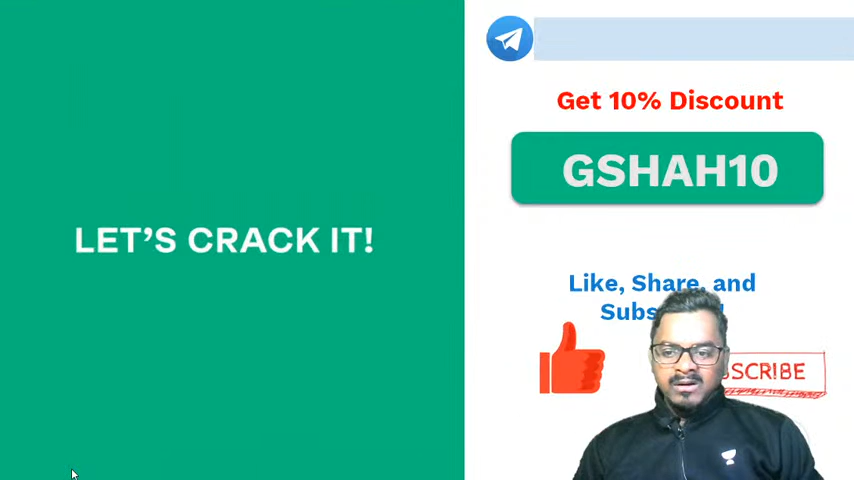 LET'S CRACK IT!
Get 10% Discount
GSHAH10
Like, Share, and